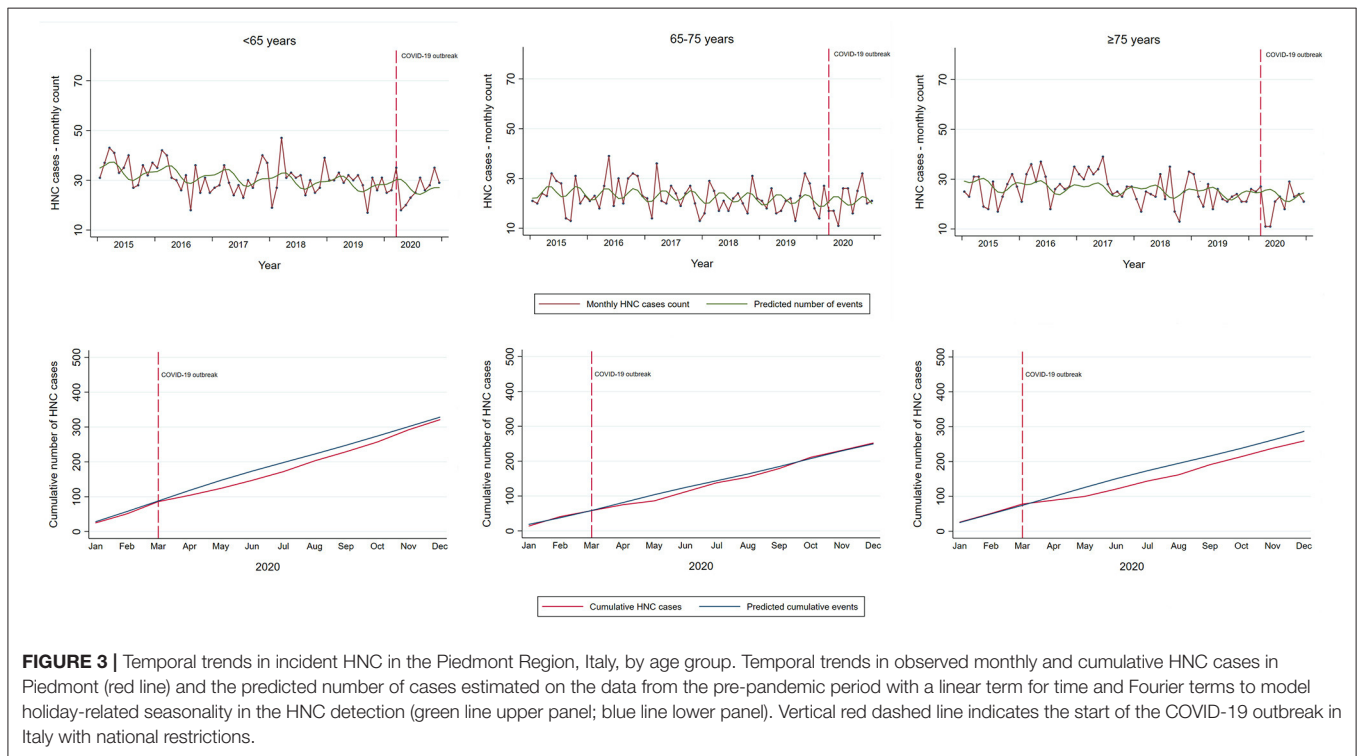 <65 years
65-75 years
≥75 years
COVID-19 outbreak
COVID-19 outbreak
COVID-19 outbreak
HNC cases - monthly count
HNC cases - monthly count
HNC cases - monthly count
70
50
30
10
70
50
30
10
70
50
30
10
2015 2016 2017 2018 2019 2020
2015 2016 2017 2018 2019 2020
2015 2016 2017 2018 2019 2020
Year
Year
Year
Monthly HNC cases count Predicted number of events
Cumulative number of HNC cases
Cumulative number of HNC cases
Cumulative number of HNC cases
500
400
300
200
100
0
500
400
300
200
100
0
500
400
300
200
100
0
COVID-19 outbreak
COVID-19 outbreak
COVID-19 outbreak
Jan Feb Mar Apr May Jun Jul Aug Sep Oct Nov Dec
Jan Feb Mar Apr May Jun Jul Aug Sep Oct Nov Dec
Jan Feb Mar Apr May Jun Jul Aug Sep Oct Nov Dec
2020
2020
2020
Cumulative HNC cases Predicted cumulative events
FIGURE 3 | Temporal trends in incident HNC in the Piedmont Region, Italy, by age group. Temporal trends in observed monthly and cumulative HNC cases in
Piedmont (red line) and the predicted number of cases estimated on the data from the pre-pandemic period with a linear term for time and Fourier terms to model
holiday-related seasonality in the HNC detection (green line upper panel; blue line lower panel). Vertical red dashed line indicates the start of the COVID-19 outbreak in
Italy with national restrictions.